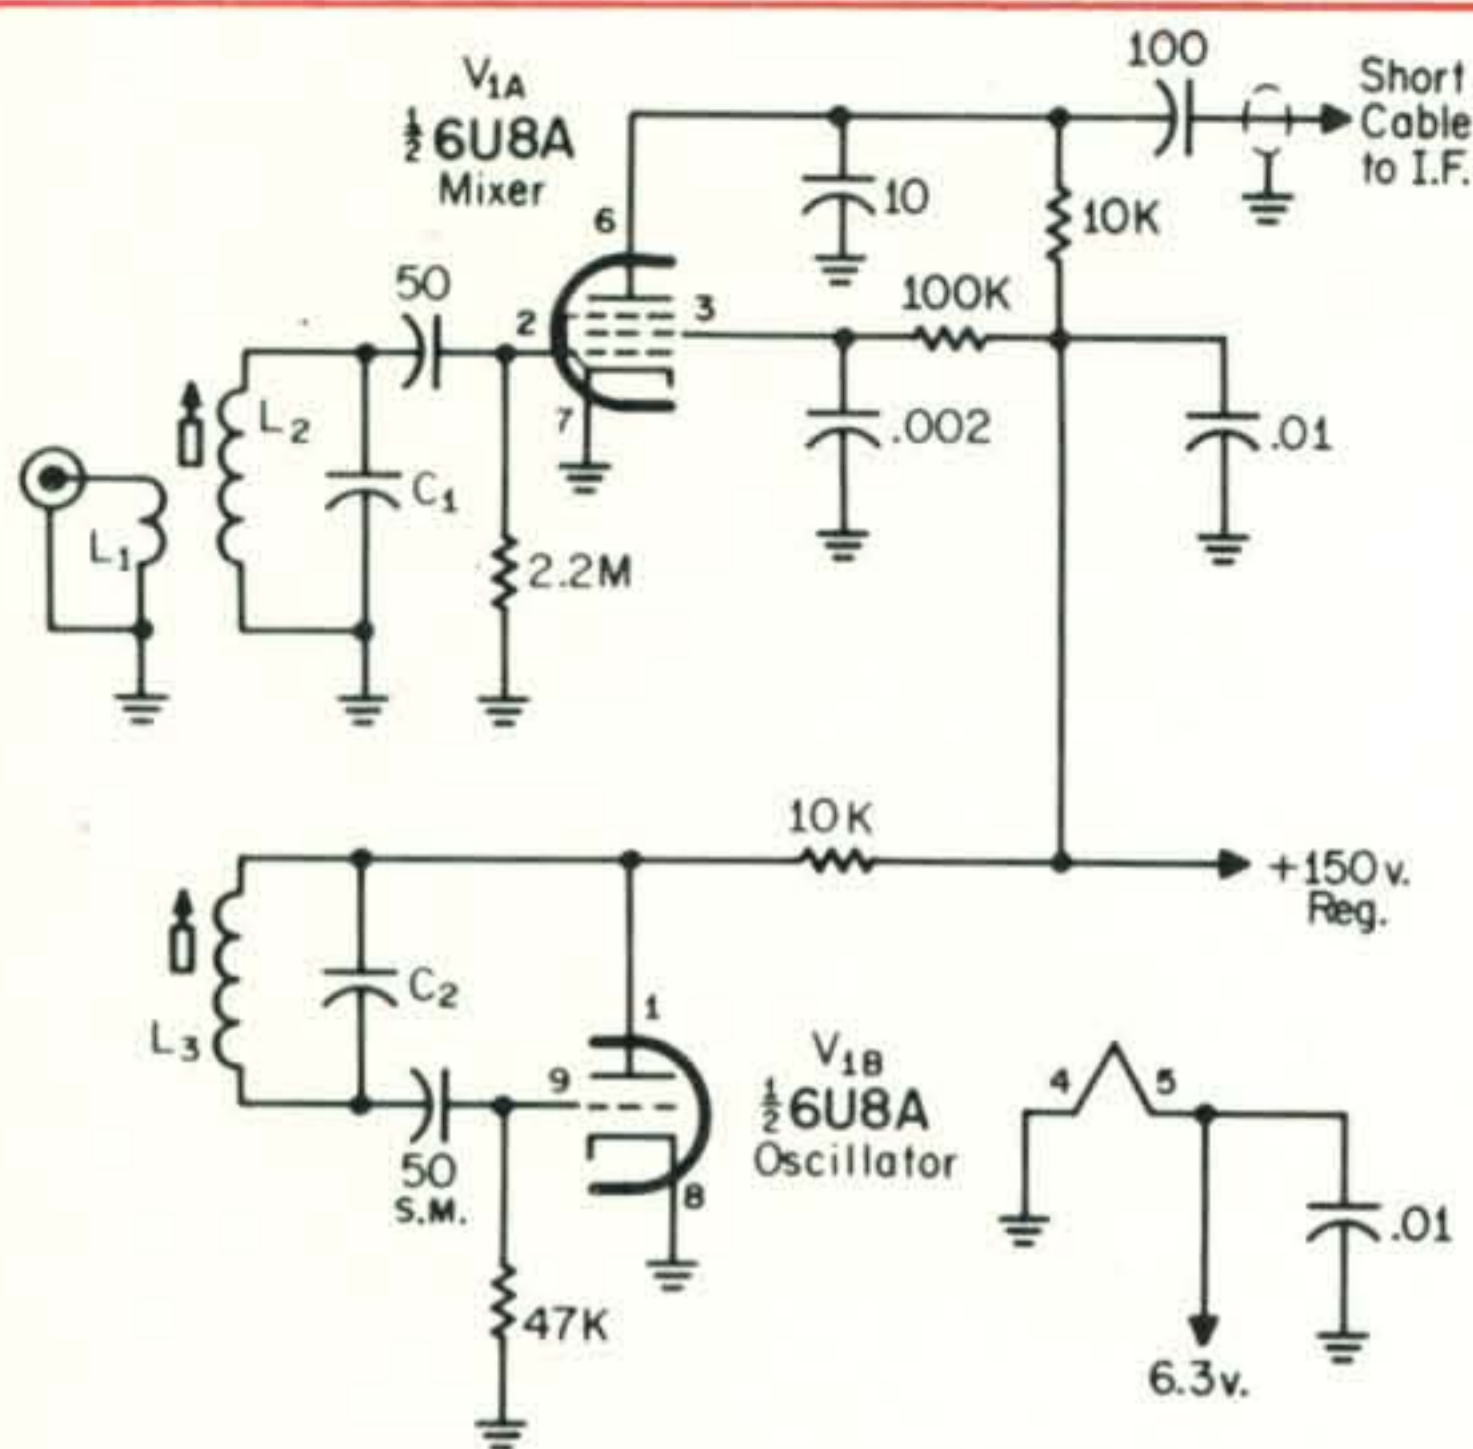 V1A
½ 6U8A
Mixer
6
2
3
7
50
100
Short
Cable
to I.F.
10
10K
100K
.002
.01
L2
C1
L1
2.2M
10K
+150v.
Reg.
C2
L3
1
9
8
V1B
½ 6U8A
Oscillator
50
S.M.
47K
4
5
.01
6.3v.